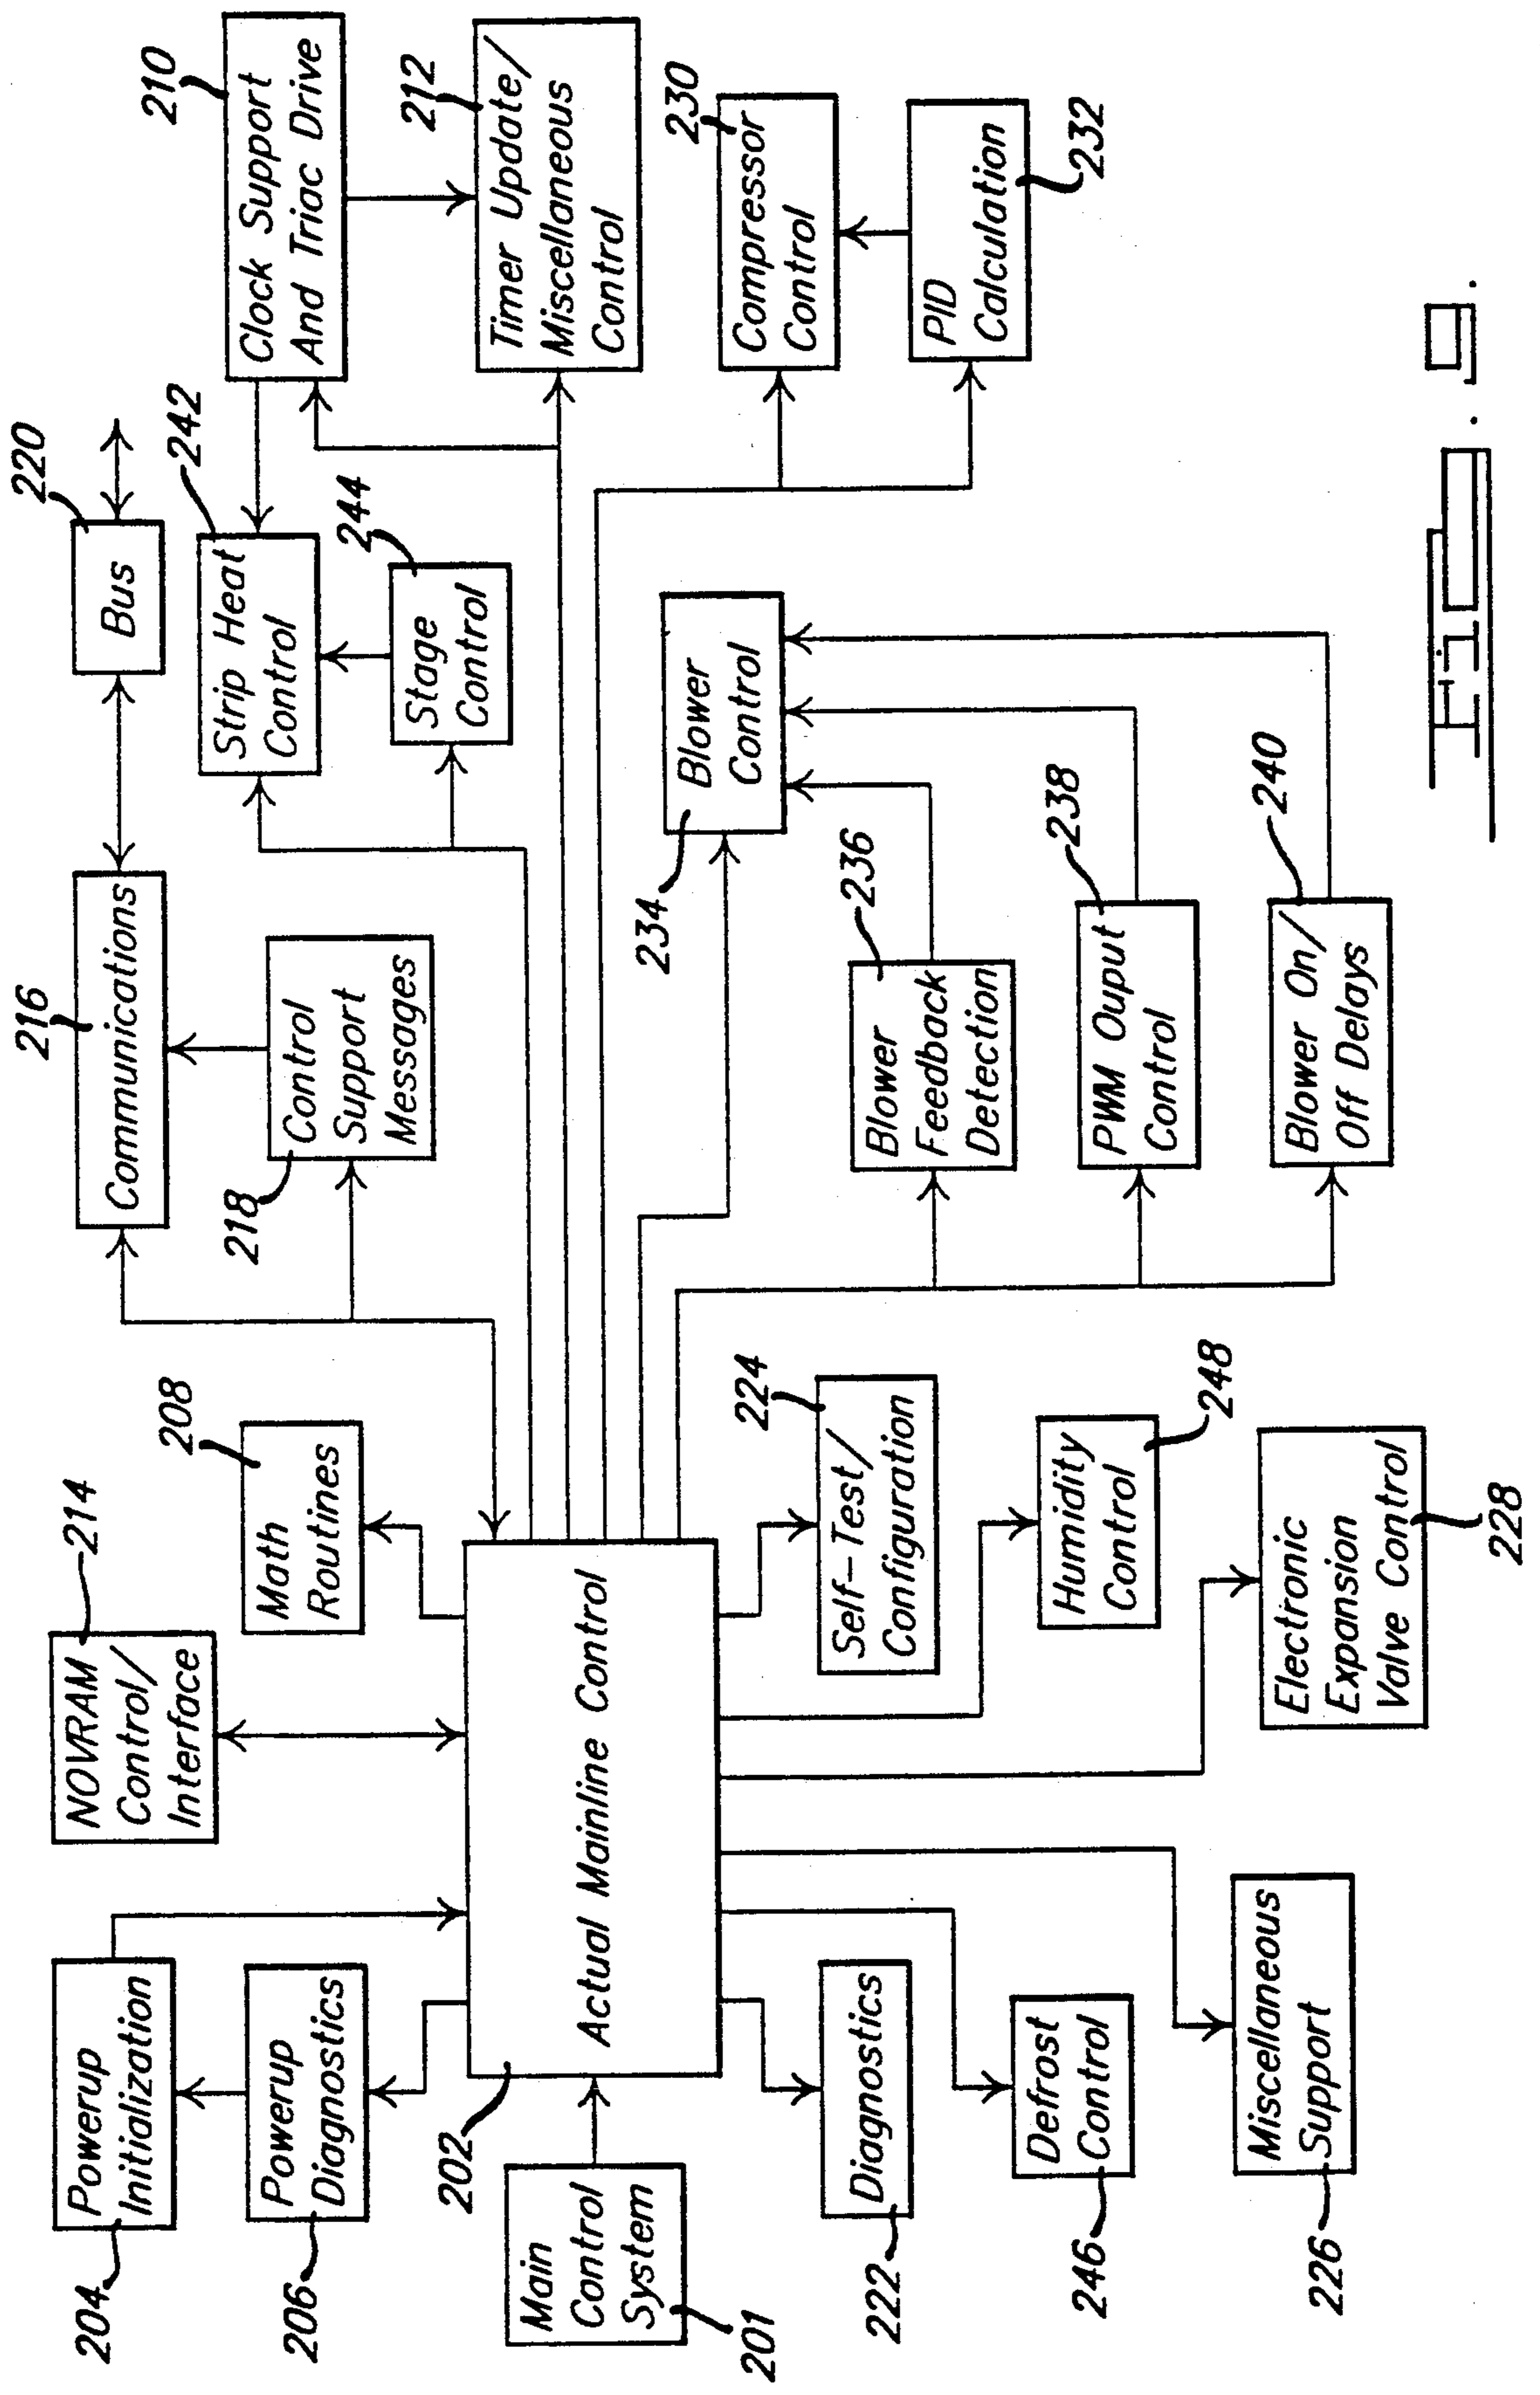 204
Powerup
Initialization
206
Powerup
Diagnostics
NOVRAM
Control/
Interface
214
Math
Routines
208
216
Communications
218
Control
Support
Messages
Bus
220
Strip Heat
Control
242
Stage
Control
244
210
Clock Support
And Triac Drive
212
Timer Update/
Miscellaneous
Control
201
Main
Control
System
202
Actual Mainline Control
230
Compressor
Control
PID
Calculation
232
234
Blower
Control
236
Blower
Feedback
Detection
238
PWM Ouput
Control
240
Blower On/
Off Delays
222
Diagnostics
246
Defrost
Control
226
Miscellaneous
Support
224
Self-Test/
Configuration
Humidity
Control
248
Electronic
Expansion
Valve Control
228